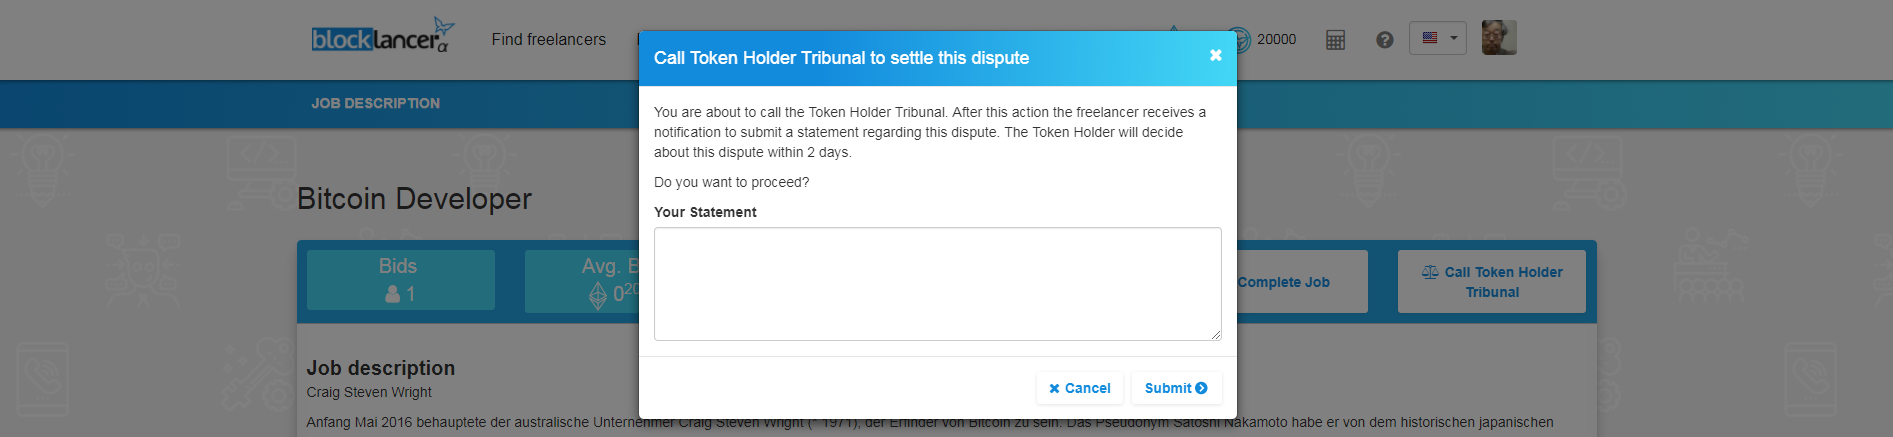 blocklancer α
Find freelancers
20000
Call Token Holder Tribunal to settle this dispute
JOB DESCRIPTION
You are about to call the Token Holder Tribunal. After this action the freelancer receives a
notification to submit a statement regarding this dispute. The Token Holder will decide
about this dispute within 2 days.
Do you want to proceed?
Your Statement
Bitcoin Developer
Bids
1
Avg. B
0.20
Complete Job
Call Token Holder
Tribunal
Cancel
Submit
Job description
Craig Steven Wright
Anfang Mai 2016 behauptete der australische Unternehmer Craig Steven Wright (* 1971), der Erfinder von Bitcoin zu sein. Das Pseudonym Satoshi Nakamoto habe er von dem historischen japanischen